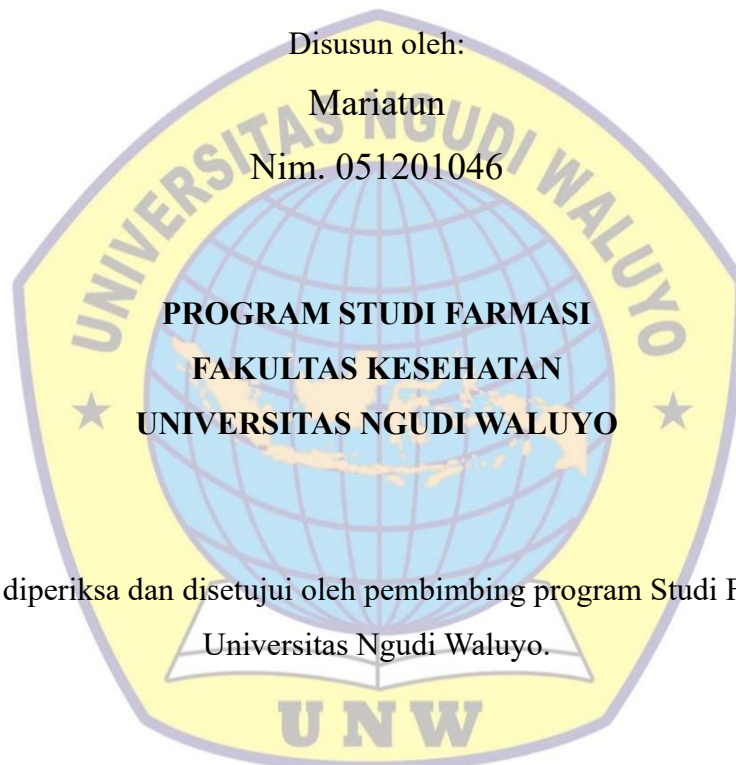 Disusun oleh:
Mariatun
Nim. 051201046
UNIVERSITAS NGUDI WALUYO
PROGRAM STUDI FARMASI
FAKULTAS KESEHATAN
UNIVERSITAS NGUDI WALUYO
diperiksa dan disetujui oleh pembimbing program Studi
Universitas Ngudi Waluyo.
UNW